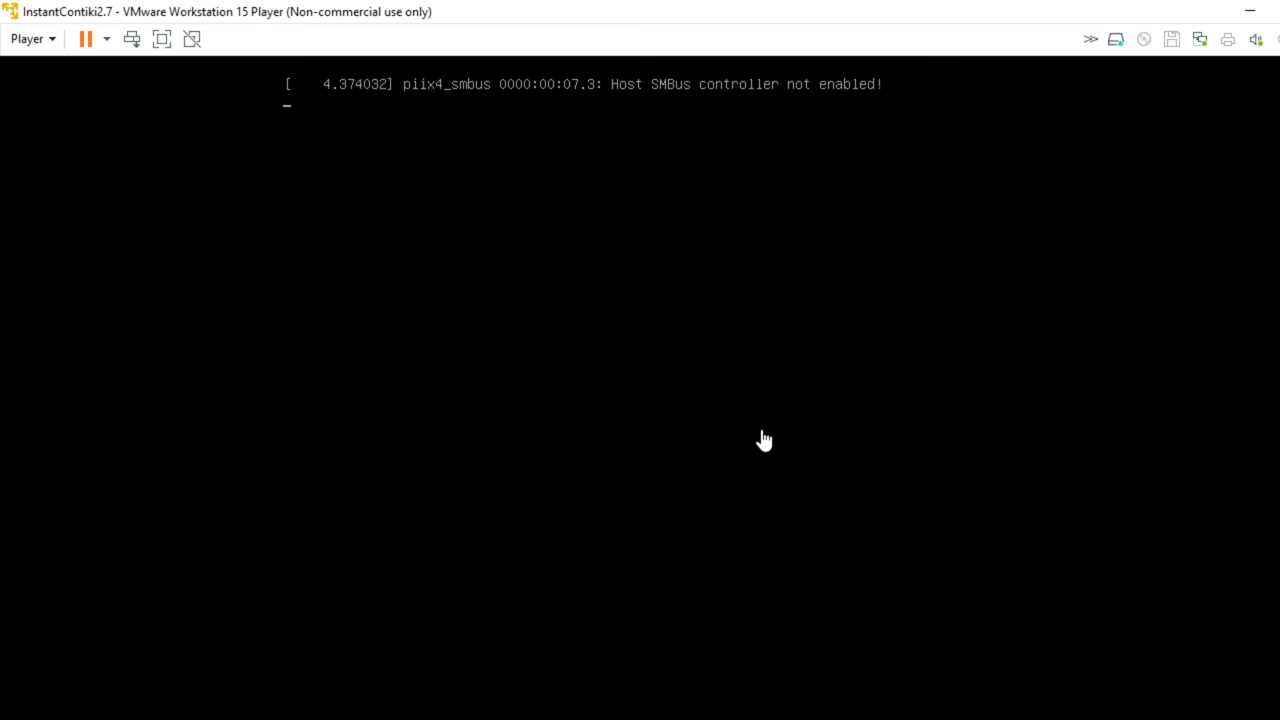 InstantContiki2.7 - VMware Workstation 15 Player (Non-commercial use only)
Player
[    4.374032] piix4_smbus 0000:00:07.3: Host SMBus controller not enabled!